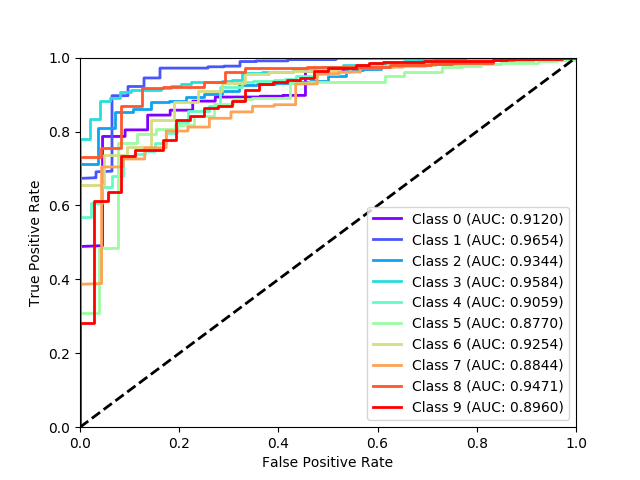 1.0
0.8
0.6
0.4
0.2
0.0
True Positive Rate
Class 0 (AUC: 0.9120)
Class 1 (AUC: 0.9654)
Class 2 (AUC: 0.9344)
Class 3 (AUC: 0.9584)
Class 4 (AUC: 0.9059)
Class 5 (AUC: 0.8770)
Class 6 (AUC: 0.9254)
Class 7 (AUC: 0.8844)
Class 8 (AUC: 0.9471)
Class 9 (AUC: 0.8960)
0.0 0.2 0.4 0.6 0.8 1.0
False Positive Rate